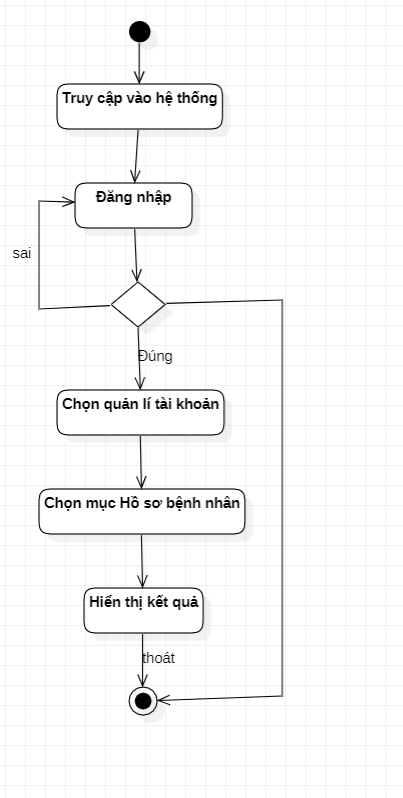 Truy cập vào hệ thống
Đăng nhập
sai
Đúng
Chọn quản lí tài khoản
Chọn mục Hồ sơ bệnh nhân
Hiển thị kết quả
thoát